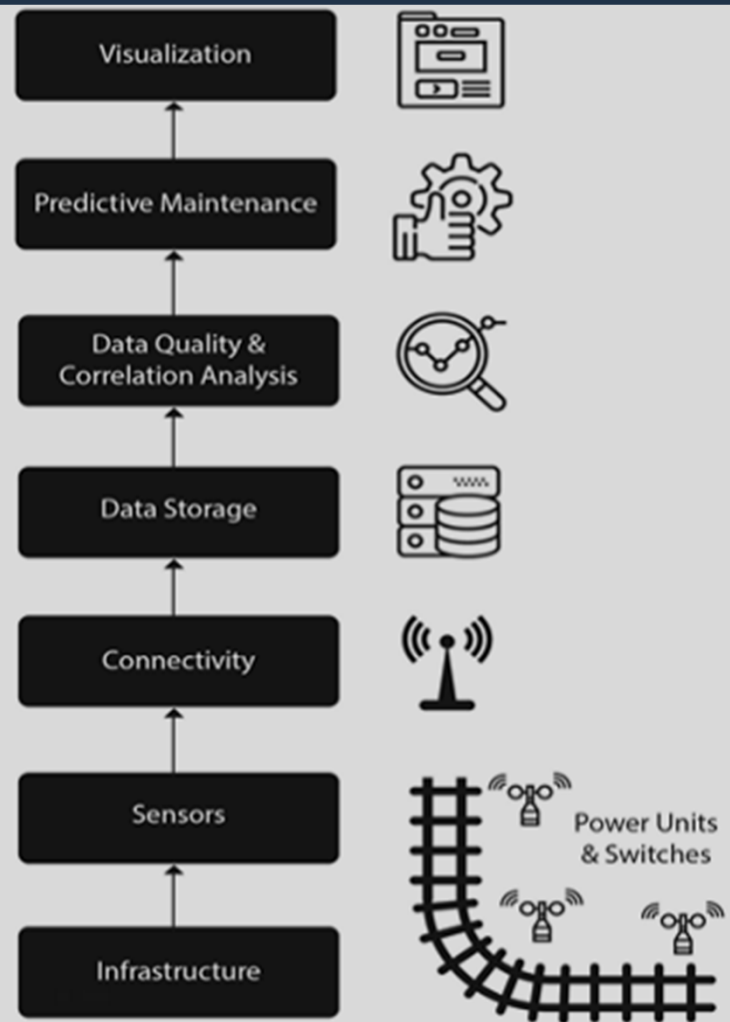 Visualization
Predictive Maintenance
Data Quality &
Correlation Analysis
Data Storage
Connectivity
Sensors
Power Units
& Switches
Infrastructure